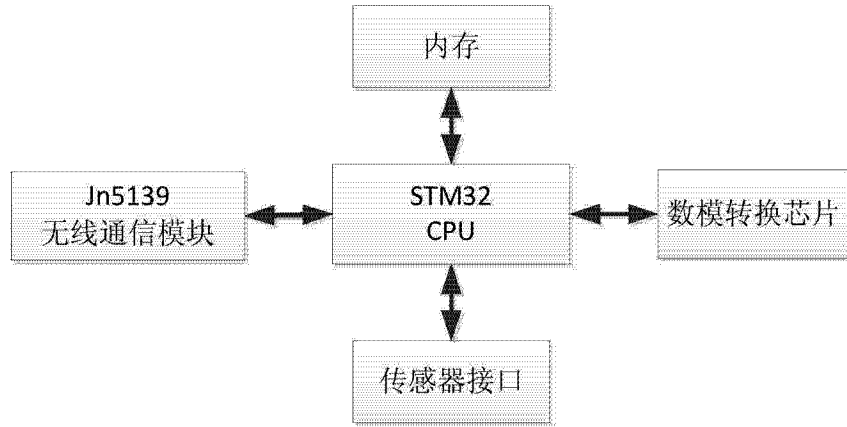 内存
Jn5139
无线通信模块
STM32
CPU
数模转换芯片
传感器接口